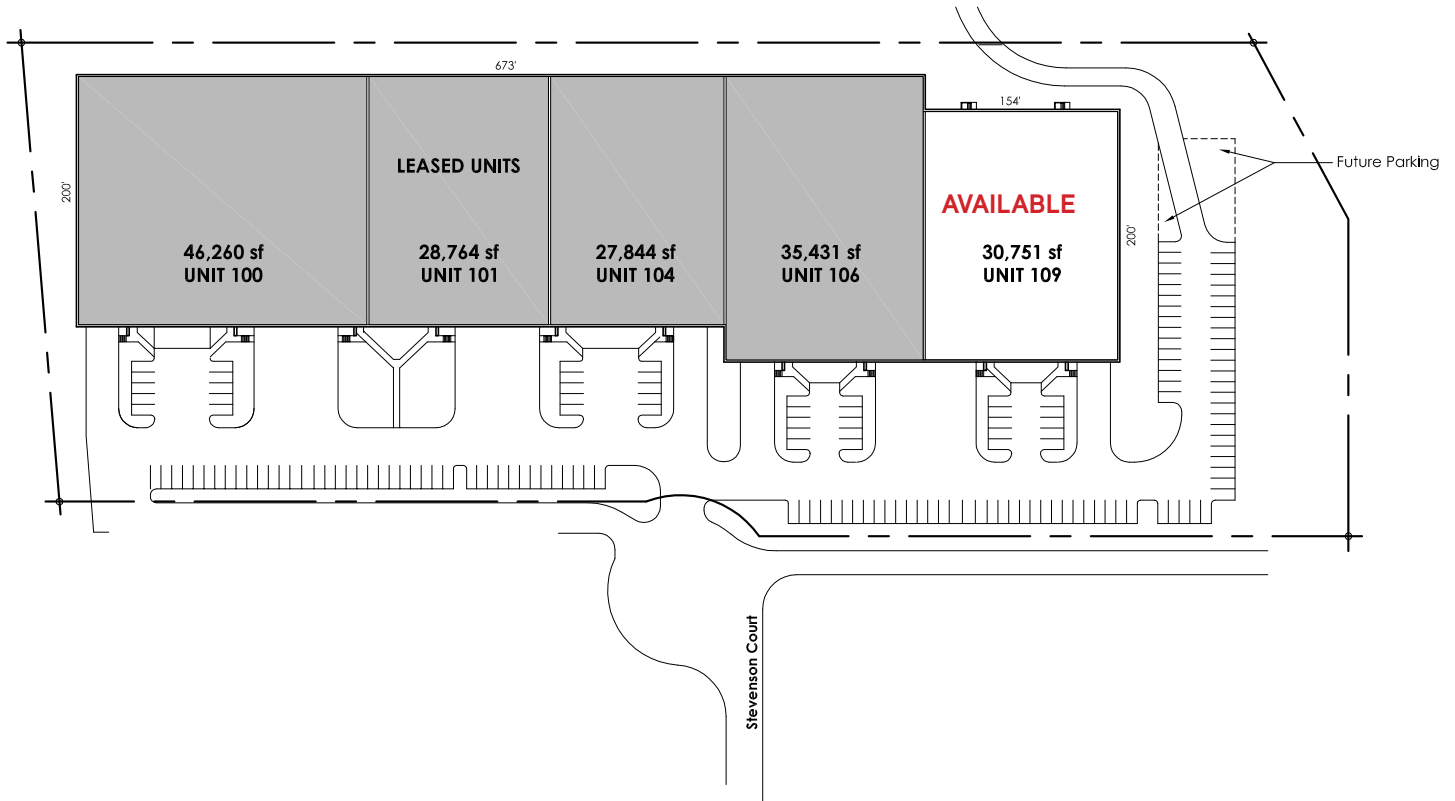 673'
154'
Future Parking
LEASED UNITS
200'
AVAILABLE
200'
46,260 sf
UNIT 100
28,764 sf
UNIT 101
27,844 sf
UNIT 104
35,431 sf
UNIT 106
30,751 sf
UNIT 109
Stevenson Court